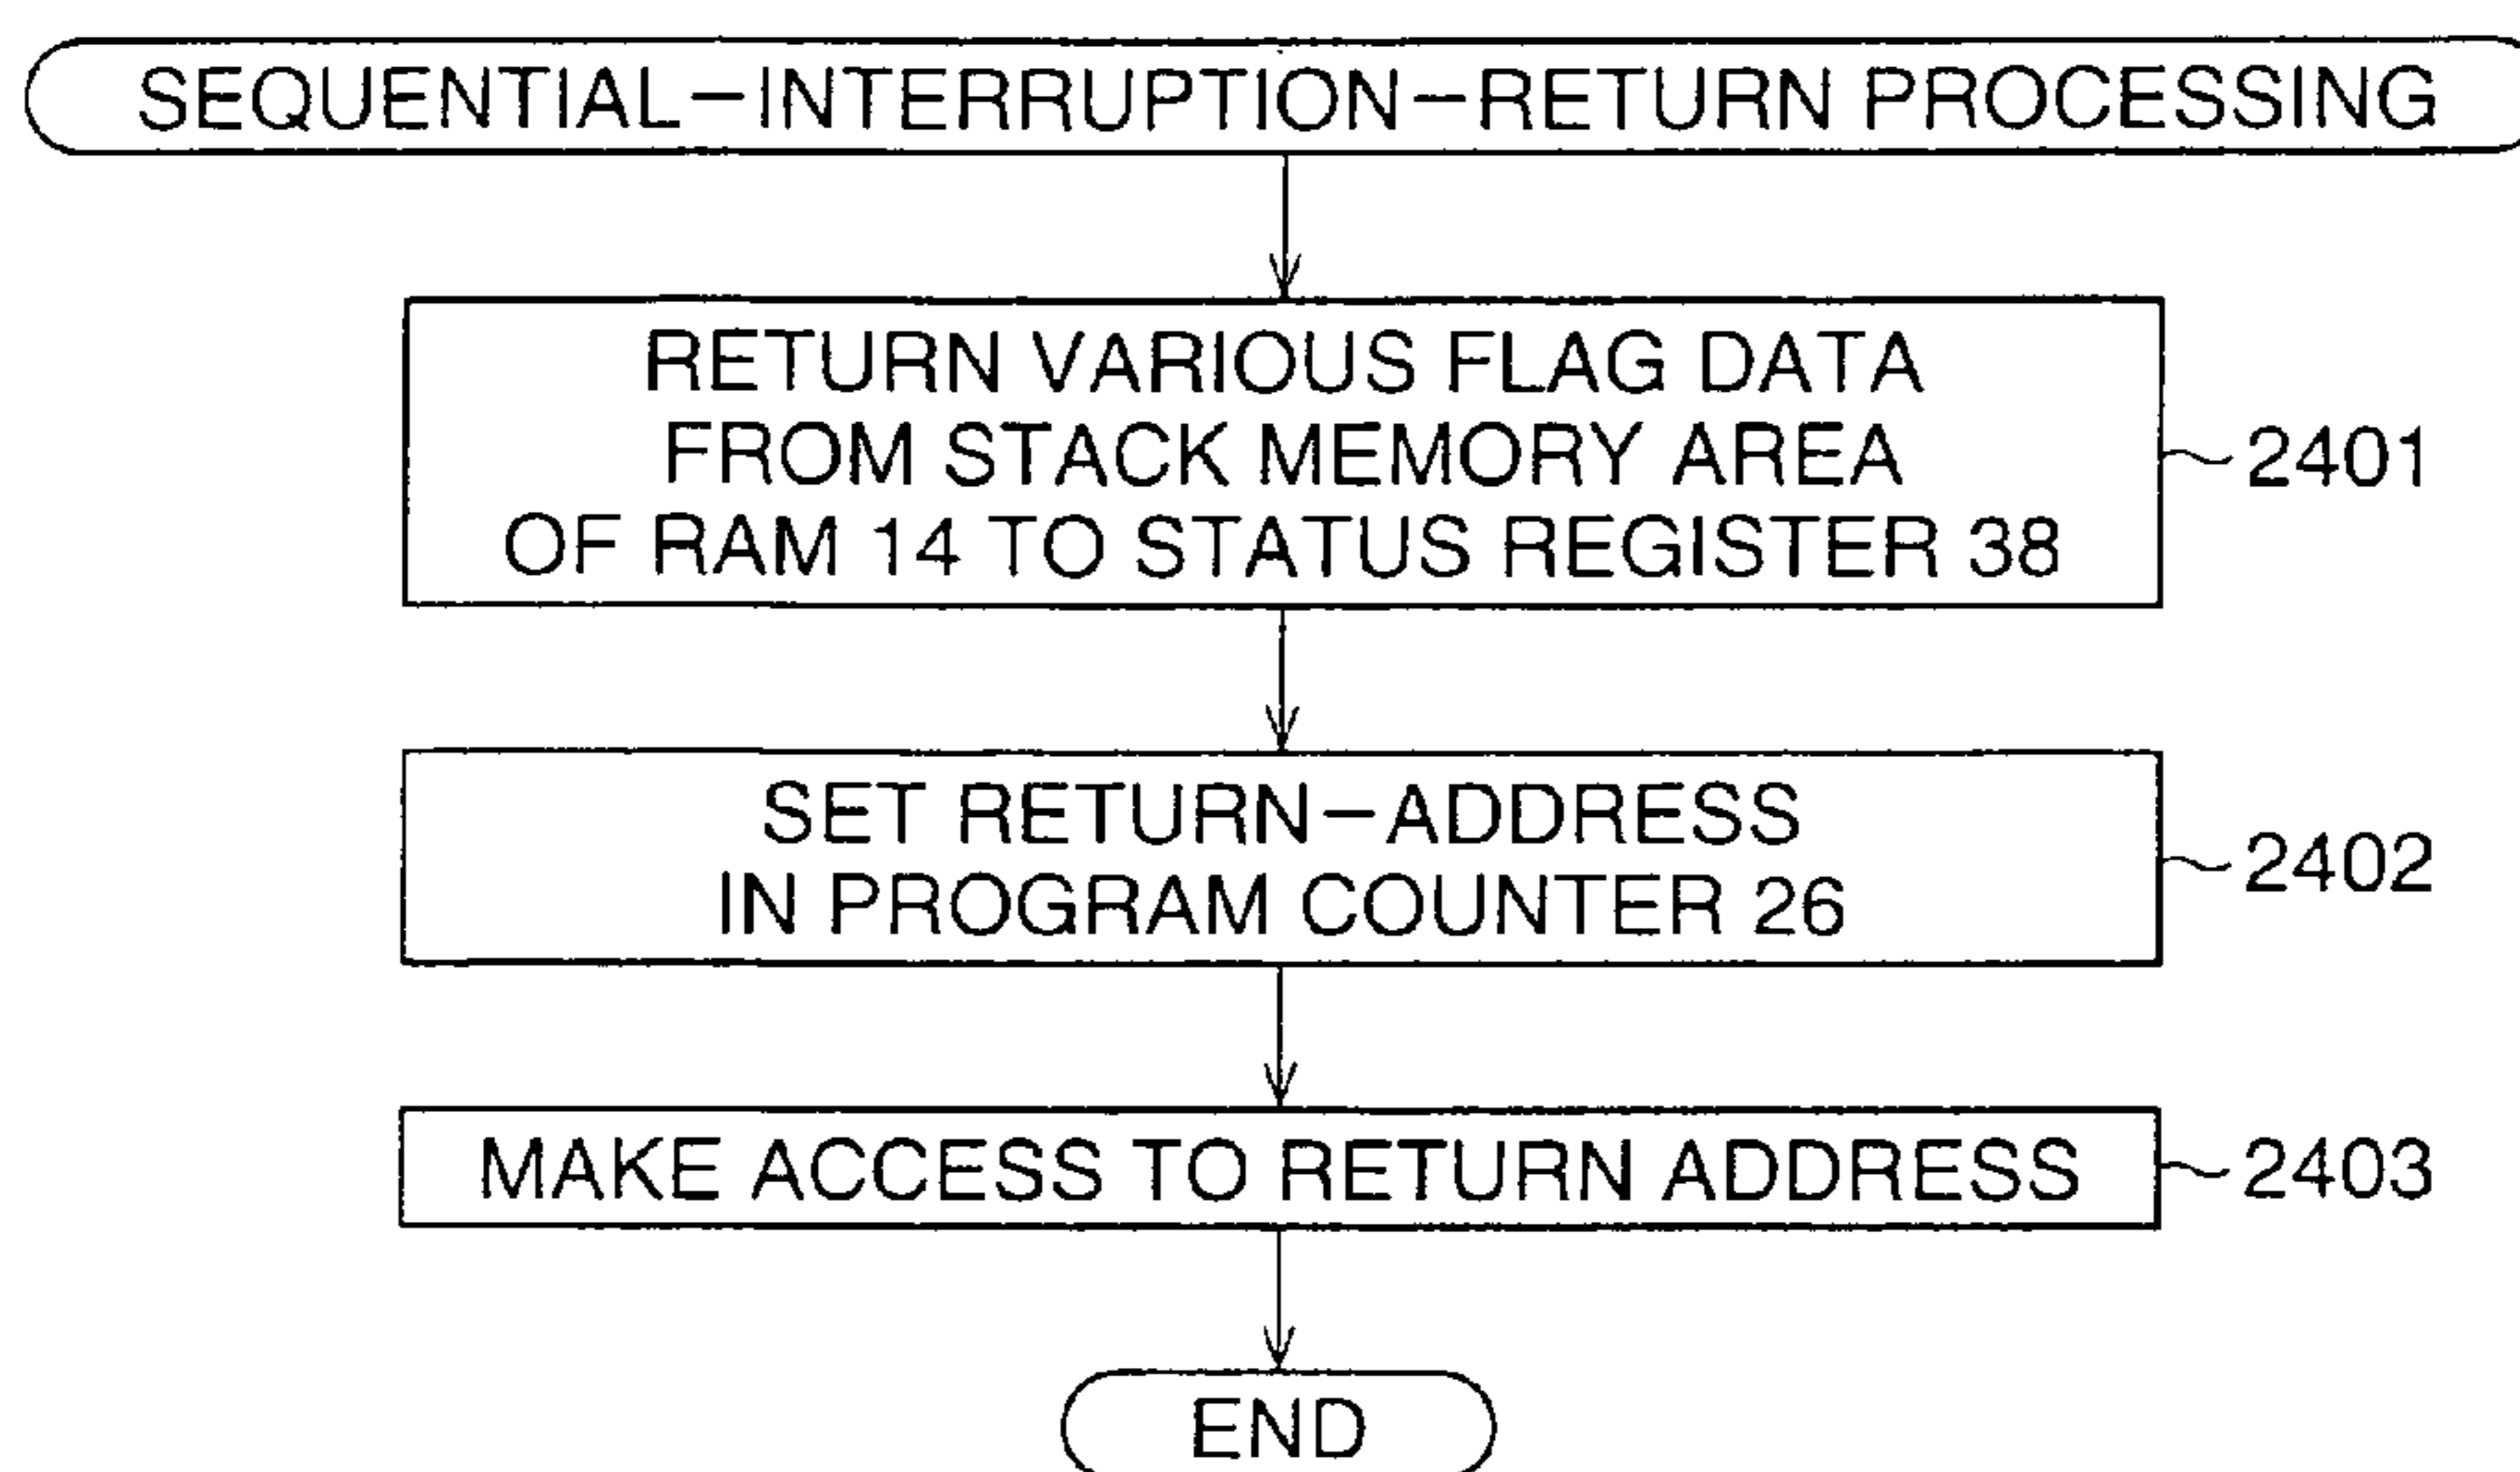 SEQUENTIAL-INTERRUPTION-RETURN PROCESSING
RETURN VARIOUS FLAG DATA
FROM STACK MEMORY AREA
OF RAM 14 TO STATUS REGISTER 38
2401
SET RETURN-ADDRESS
IN PROGRAM COUNTER 26
2402
MAKE ACCESS TO RETURN ADDRESS
2403
END